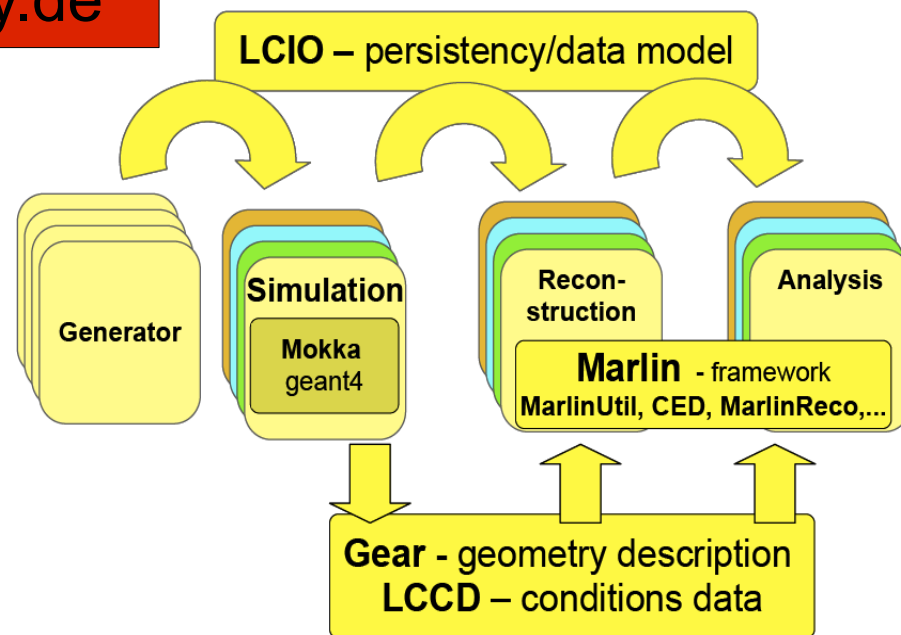 y.de
LCIO – persistency/data model
Generator
Simulation
Mokka
geant4
Recon-
struction
Analysis
Marlin - framework
MarlinUtil, CED, MarlinReco,...
Gear - geometry description
LCCD – conditions data